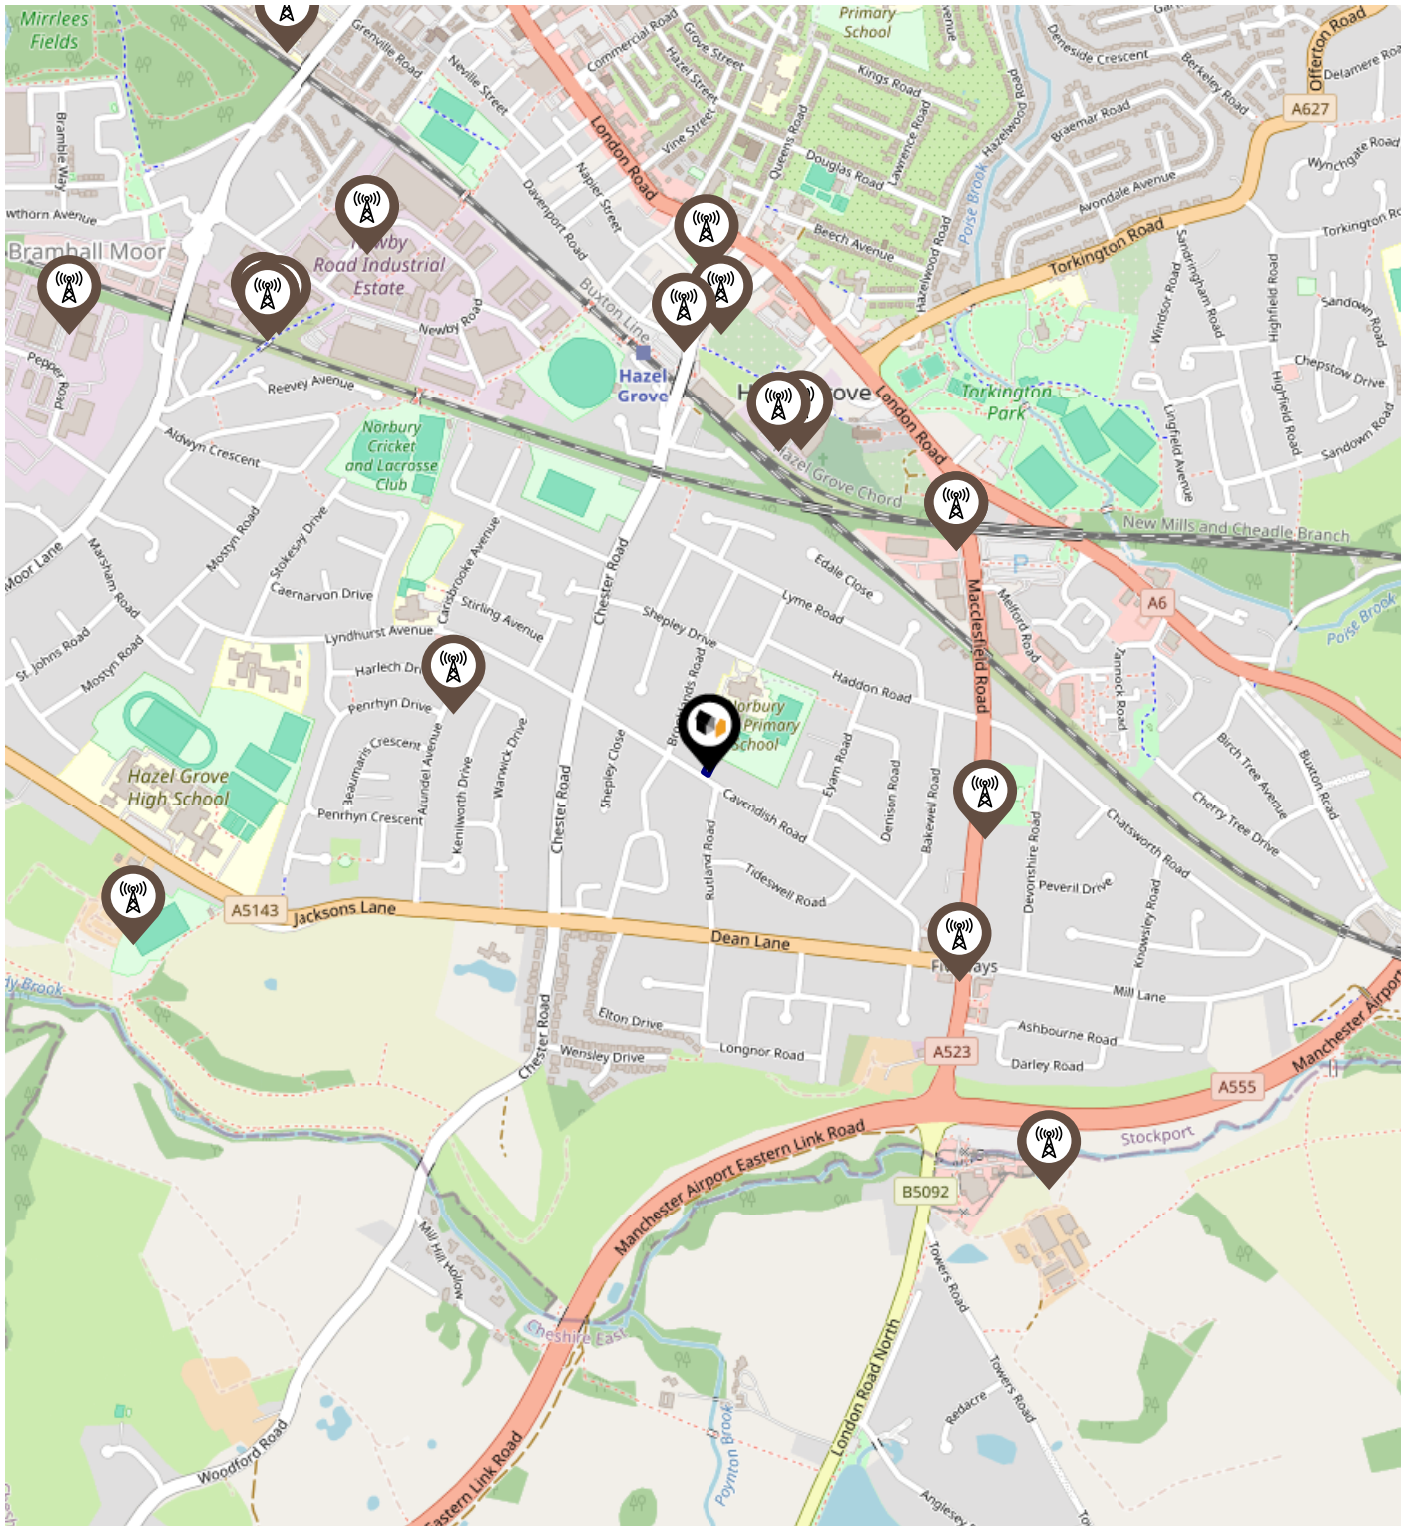 Mirrlees
Fields
Grenville Road
Commercial Road
Grove Street
Hazel Street
Vine Street
Neville Street
Primary
School
Kings Road
Lawrence Road
Queens Road
Douglas Road
Beech Avenue
Hazelwood Road
Hazelwood Road
Poise Brook
Deneside Crescent
Berkeley Road
Braemar Road
Avondale Avenue
Offerton Road
Delamere Roa
A627
Wynchgate Road
Torkington Ro
Torkington Road
Bramble Way
wthorn Avenue
Bramhall Moor
London Road
Napier Street
Davenport Road
Buxton Line
Road Industrial
Estate
Newby Road
Pepper Road
Reevey Avenue
Hazel
Grove
Sandringham Road
Windsor Road
Highfield Road
Highfield Road
Sandown Road
Chepstow Drive
Sandown Road
Lingfield Avenue
Torkington
Park
London Road
Norbury
Cricket
and Lacrosse
Club
Aldwyn Crescent
Mostyn Road
Stokesay Drive
Hazel Grove Chord
New Mills and Cheadle Branch
Moor Lane
Marsham Road
Caernarvon Drive
Carisbrooke Avenue
Stirling Avenue
Lyndhurst Avenue
Chester Road
Edale Close
Lyme Road
Shepley Drive
Haddon Road
Macclesfield Road
Melford Road
A6
Poise Brook
St. Johns Road
Mostyn Road
Penrhyn Drive
Tannock Road
Norbury
Primary
School
Beaumaris Crescent
Arundel Avenue
Kenilworth Drive
Warwick Drive
Penrhyn Crescent
Shepley Close
Chester Road
Hazel Grove
High School
Cavendish Road
Eyam Road
Denison Road
Bakewell Road
Devonshire Road
Birch Tree Avenue
Cherry Tree Drive
Buxton Road
Chatsworth Road
Rutland Road
Tideswell Road
Peveril Drive
Knowsley Road
A5143
Jacksons Lane
Dean Lane
Mill Lane
dy Brook
Chester Road
Elton Drive
Wensley Drive
Longnor Road
Ashbourne Road
Darley Road
A523
A555
Manchester Airport
Manchester Airport Eastern Link Road
Stockport
B5092
Mill Hill Hollow
Cheshire East
Towers Road
Towers Road
London Road North
Redacre
Poynton Brook
Woodford Road
Eastern Link Road
Anglesey